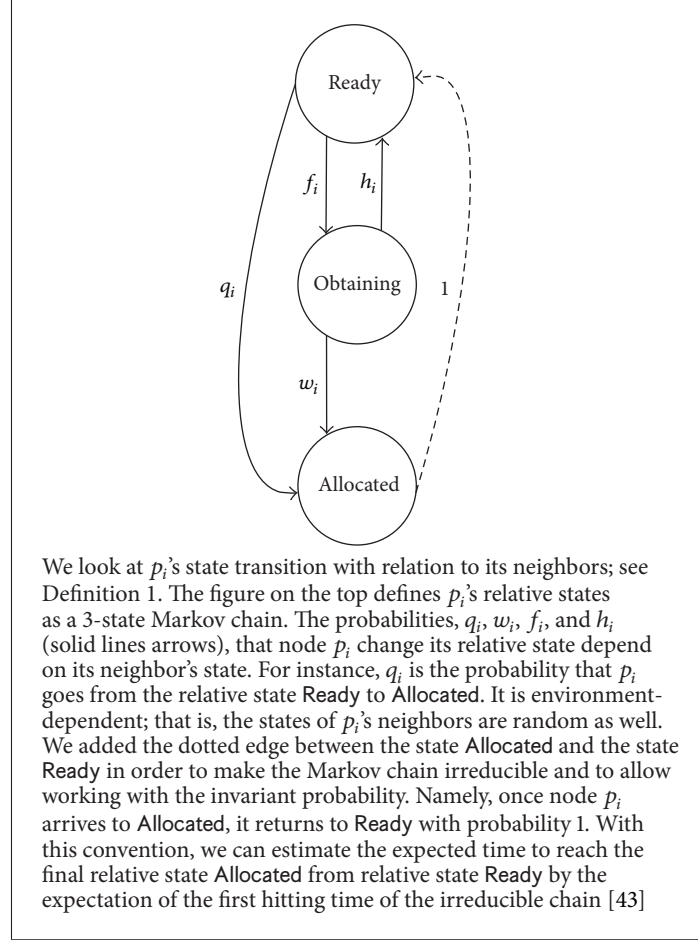 Ready
f_i
h_i
q_i
Obtaining
1
w_i
Allocated
We look at p_i's state transition with relation to its neighbors; see
Definition 1. The figure on the top defines p_i's relative states
as a 3-state Markov chain. The probabilities, q_i, w_i, f_i, and h_i
(solid lines arrows), that node p_i change its relative state depend
on its neighbor's state. For instance, q_i is the probability that p_i
goes from the relative state Ready to Allocated. It is environment-
dependent; that is, the states of p_i's neighbors are random as well.
We added the dotted edge between the state Allocated and the state
Ready in order to make the Markov chain irreducible and to allow
working with the invariant probability. Namely, once node p_i
arrives to Allocated, it returns to Ready with probability 1. With
this convention, we can estimate the expected time to reach the
final relative state Allocated from relative state Ready by the
expectation of the first hitting time of the irreducible chain [43]